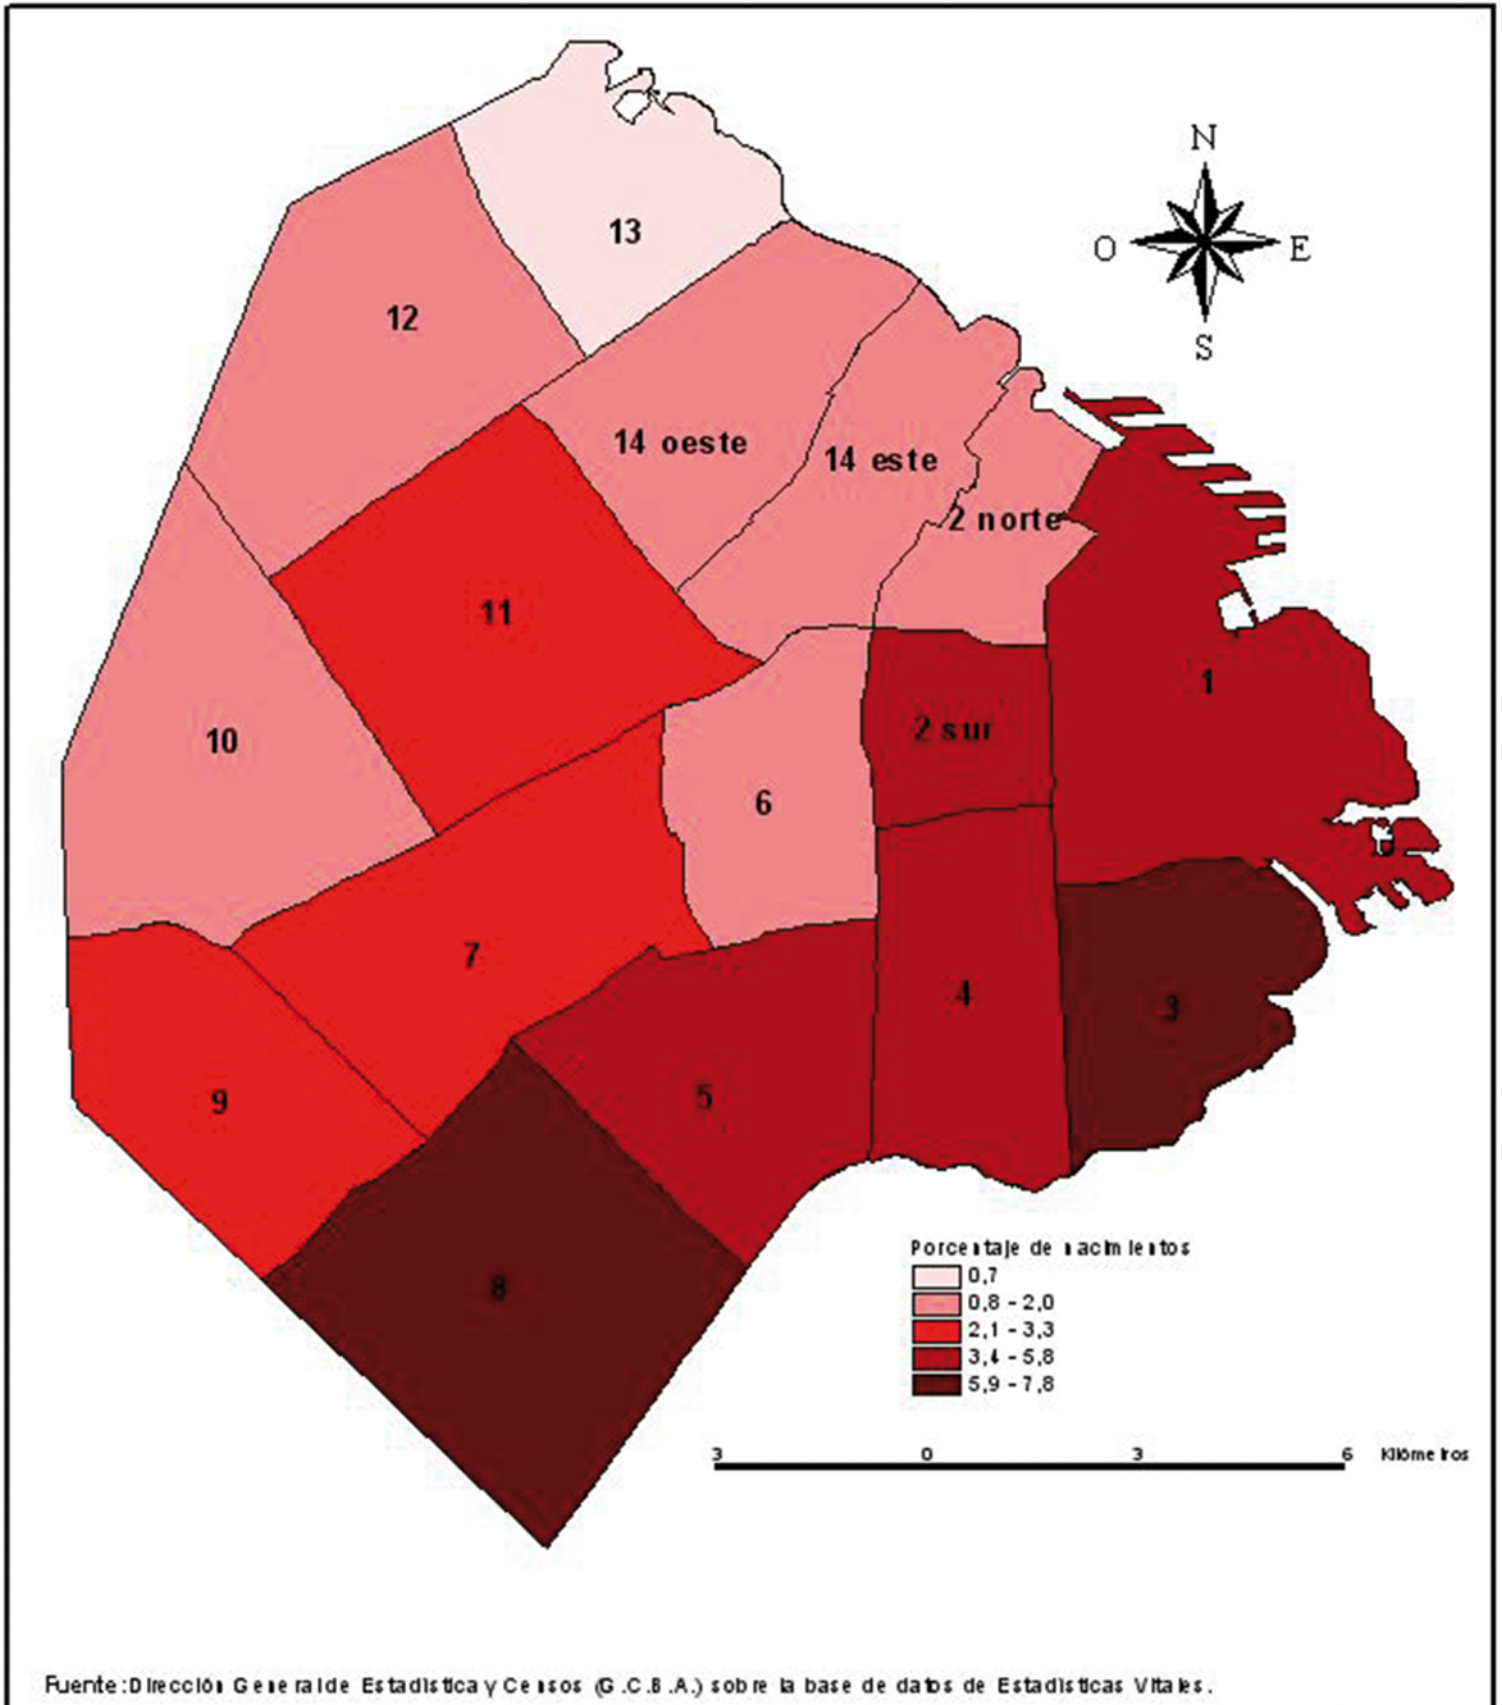 N
13
O E
12
S
14 oeste
14 este
2 norte
11
1
10
2 sur
6
7
4
3
9
5
Porcentaje de nacimientos
8
0,7
0,8 - 2,0
2,1 - 3,3
3,4 - 5,8
5,9 - 7,8
3 0 3 6 Kilómetros
Fuente: Dirección General de Estadística y Censos (G.C.B.A.) sobre la base de datos de Estadísticas Vitales.